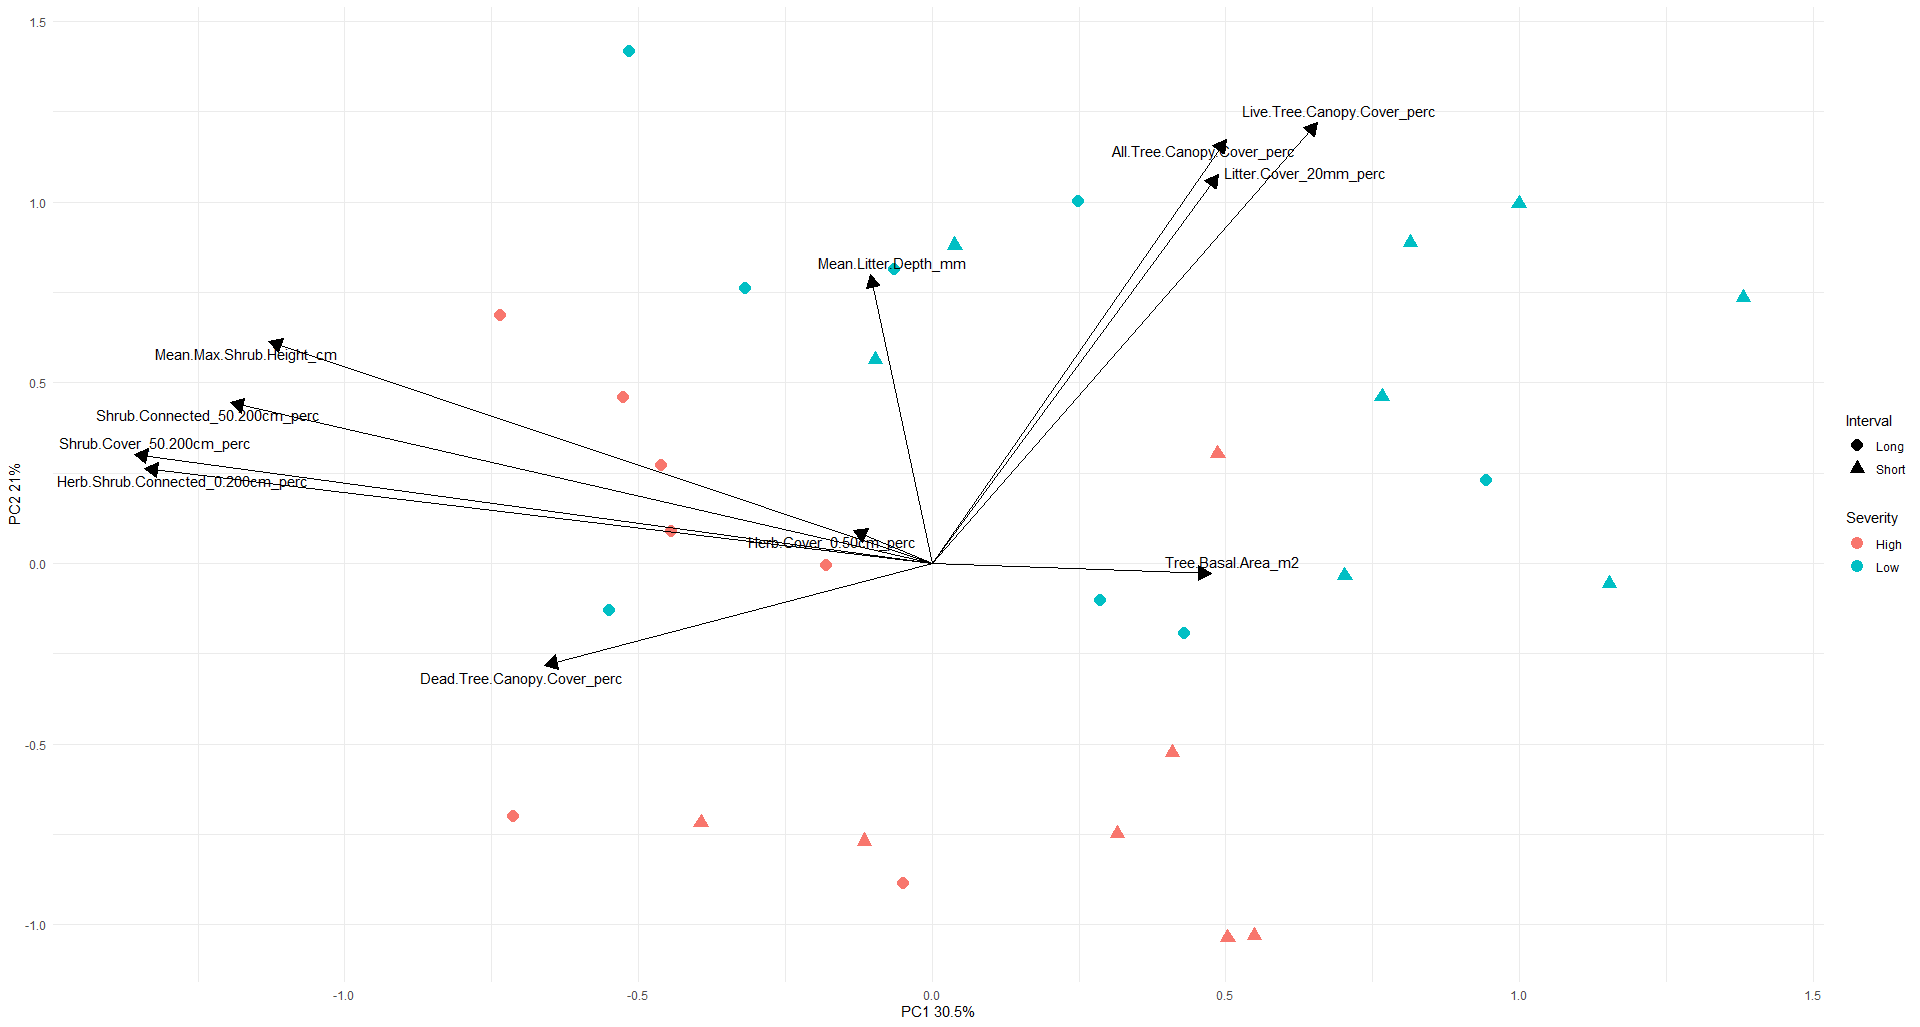 1.5
1.0
0.5
0.0
-0.5
-1.0
PC2 21%
Live.Tree.Canopy.Cover_perc
All.Tree.Canopy.Cover_perc
Litter.Cover_20mm_perc
Mean.Litter.Depth_mm
Mean.Max.Shrub.Height_cm
Shrub.Connected_50.200cm_perc
Shrub.Cover_50.200cm_perc
Herb.Shrub.Connected_0.200cm_perc
Herb.Cover_0.50cm_perc
Tree.Basal.Area_m2
Dead.Tree.Canopy.Cover_perc
-1.0
-0.5
0.0
0.5
1.0
1.5
PC1 30.5%
Interval
Long
Short
Severity
High
Low